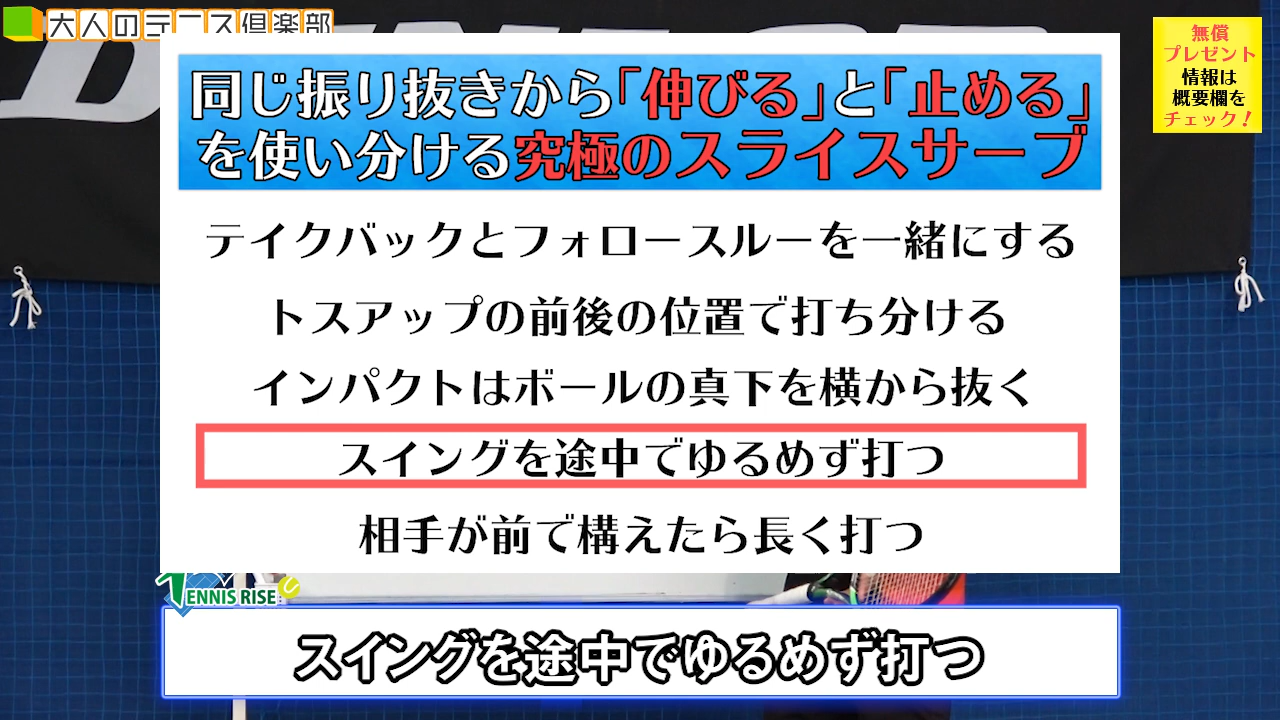 大人のテニス倶楽部
無償
プレゼント
情報は
概要欄を
チェック！
同じ振り抜きから「伸びる」と「止める」
を使い分ける究極のスライスサーブ
テイクバックとフォロースルーを一緒にする
トスアップの前後の位置で打ち分ける
インパクトはボールの真下を横から抜く
スイングを途中でゆるめず打つ
相手が前で構えたら長く打つ
TENNIS RISE
スイングを途中でゆるめず打つ